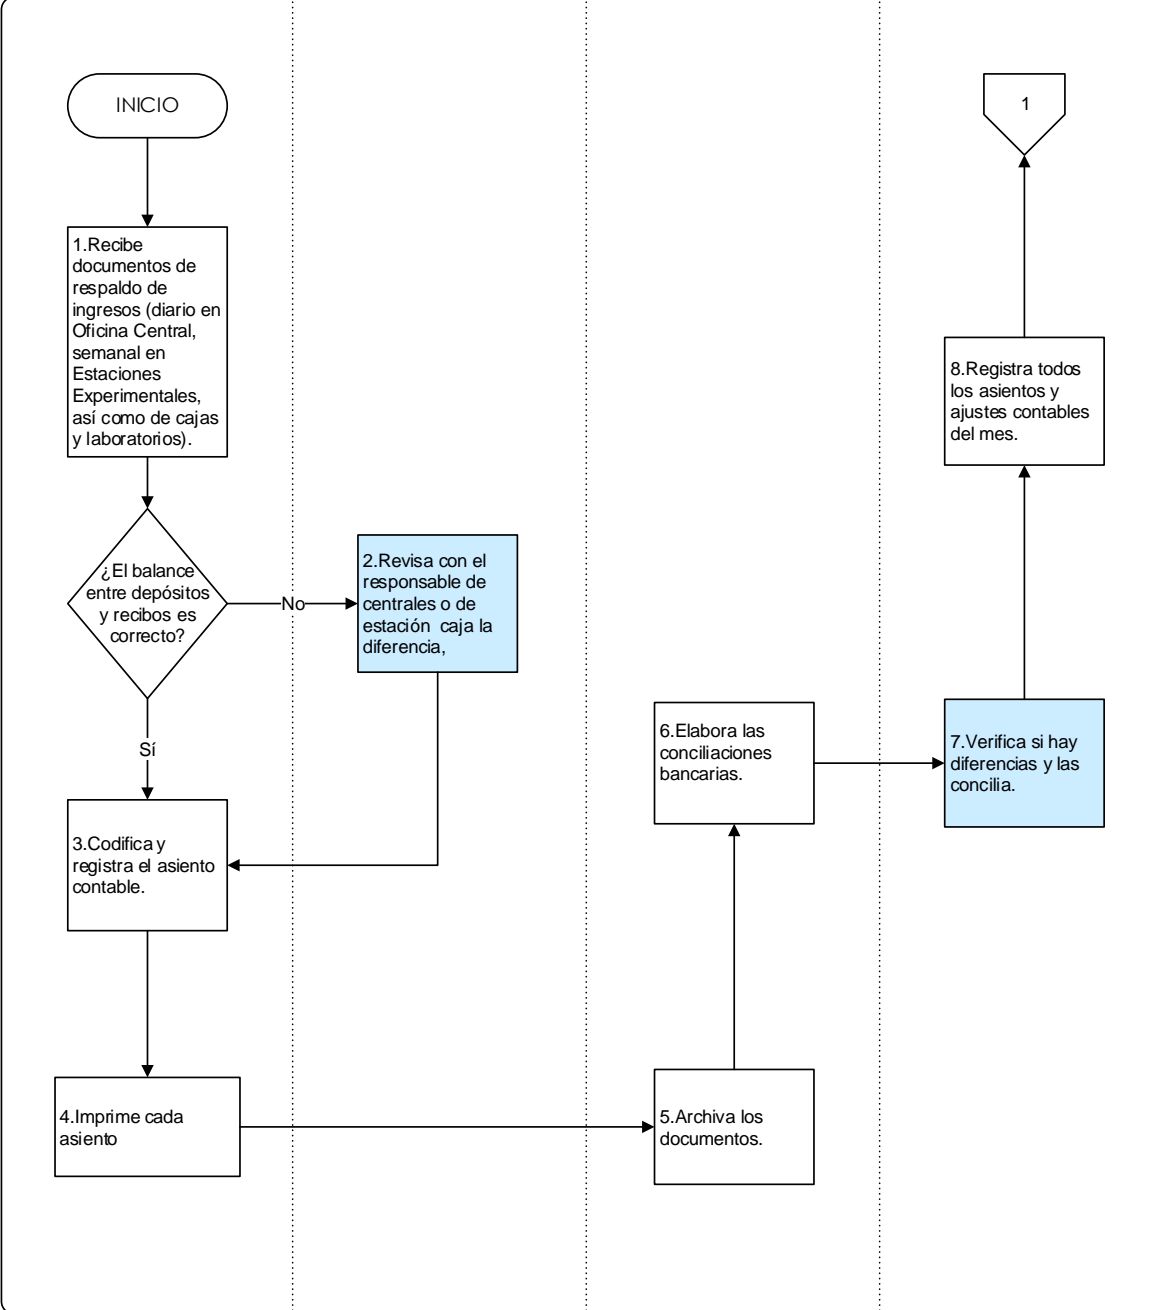 INICIO
1.Recibe
documentos de
respaldo de
ingresos (diario en
Oficina Central,
semanal en
Estaciones
Experimentales,
así como de cajas
y laboratorios).
¿El balance
entre depósitos
y recibos es
correcto?
No
2.Revisa con el
responsable de
centrales o de
estación caja la
diferencia,
Sí
3.Codifica y
registra el asiento
contable.
4.Imprime cada
asiento
5.Archiva los
documentos.
6.Elabora las
conciliaciones
bancarias.
7.Verifica si hay
diferencias y las
concilia.
8.Registra todos
los asientos y
ajustes contables
del mes.
1